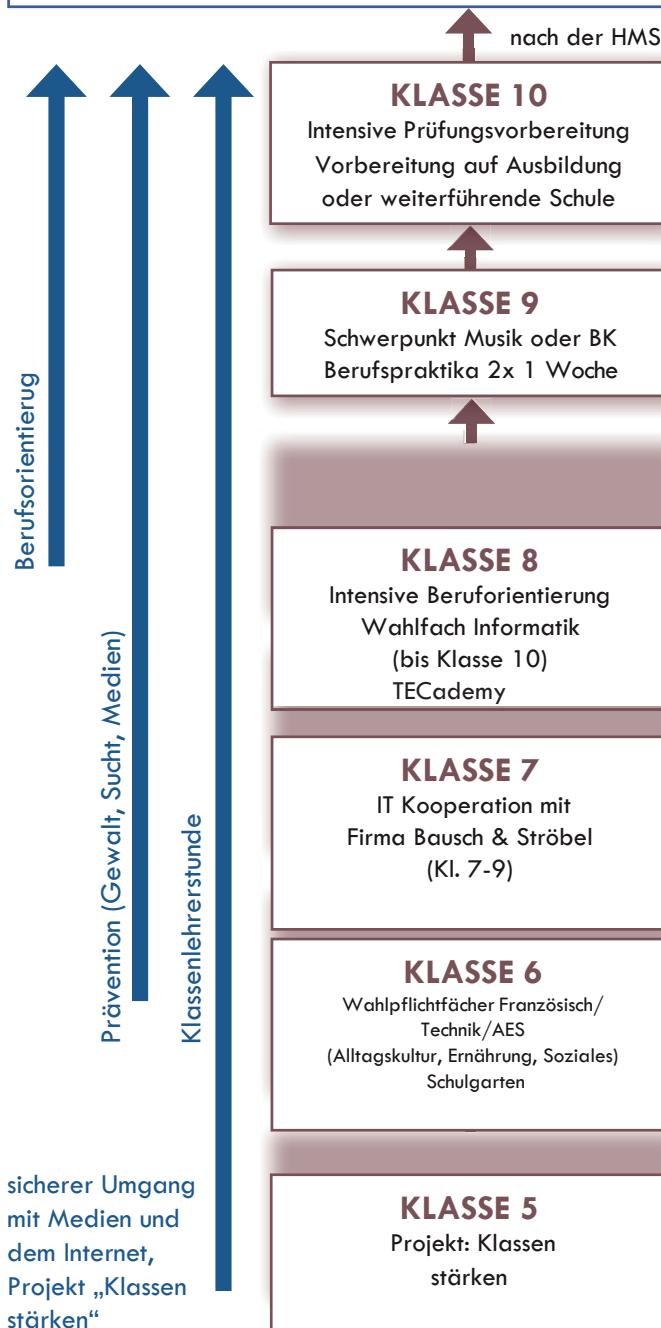 nach der HMS
KLASSE 10
Intensive Prüfungsvorbereitung
Vorbereitung auf Ausbildung
oder weiterführende Schule
KLASSE 9
Schwerpunkt Musik oder BK
Berufspraktika 2x 1 Woche
KLASSE 8
Intensive Beruforientierung
Wahlfach Informatik
(bis Klasse 10)
TECademy
KLASSE 7
IT Kooperation mit
Firma Bausch & Ströbel
(Kl. 7-9)
KLASSE 6
Wahlpflichtfächer Französisch/
Technik/AES
(Alltagskultur, Ernährung, Soziales)
Schulgarten
KLASSE 5
Projekt: Klassen
stärken
Berufsorientierug
Prävention (Gewalt, Sucht, Medien)
Klassenlehrerstunde
sicherer Umgang
mit Medien und
dem Internet,
Projekt „Klassen
stärken“